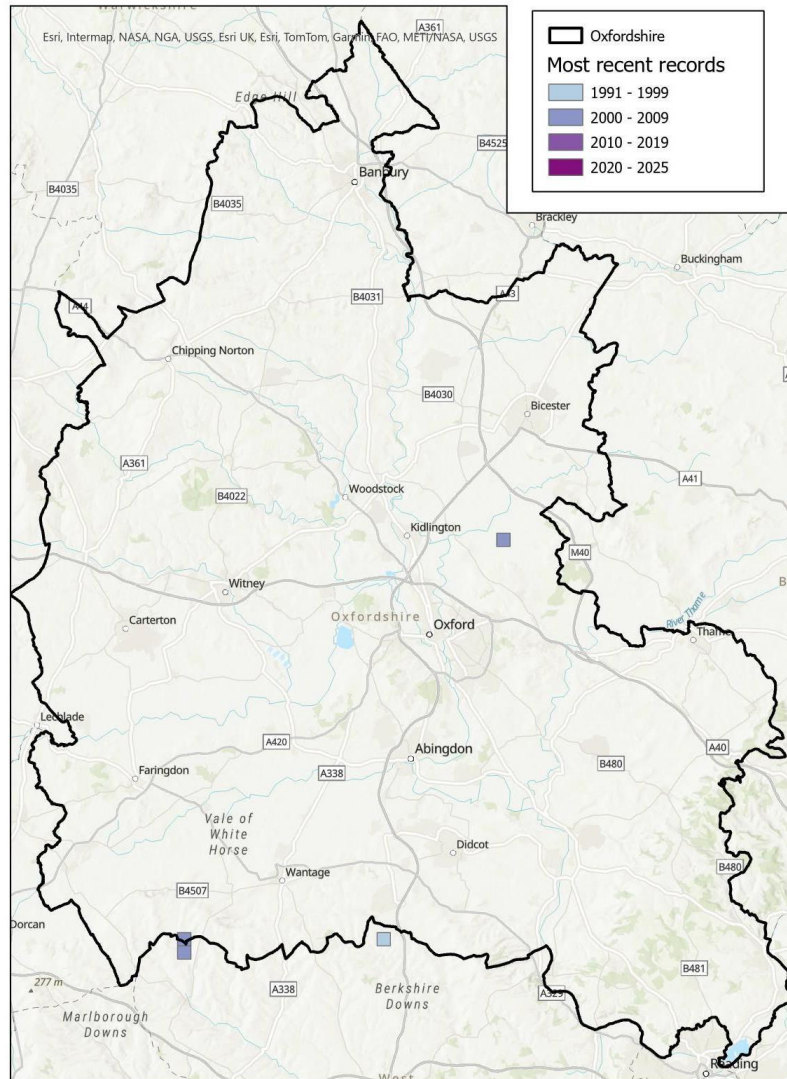 Warwickshire
A361
Esri, Intermap, NASA, NGA, USGS, Esri UK, Esri, TomTom, Garmin, FAO, METI/NASA, USGS
Oxfordshire
Most recent records
1991 - 1999
2000 - 2009
2010 - 2019
2020 - 2025
Edge Hill
B4525
Banbury
B4035
B4035
Brackley
Buckingham
A44
B4031
A43
Chipping Norton
B4030
Bicester
A361
B4022
Woodstock
A41
Kidlington
M40
Witney
Carterton
Oxfordshire
Oxford
River Thame
Thame
Lechlade
A420
A40
Faringdon
A338
Abingdon
B480
Vale of
White
Horse
Didcot
B480
Wantage
B4507
Dorcan
277 m
A338
Berkshire
Downs
B481
A329
Marlborough
Downs
Reading
West